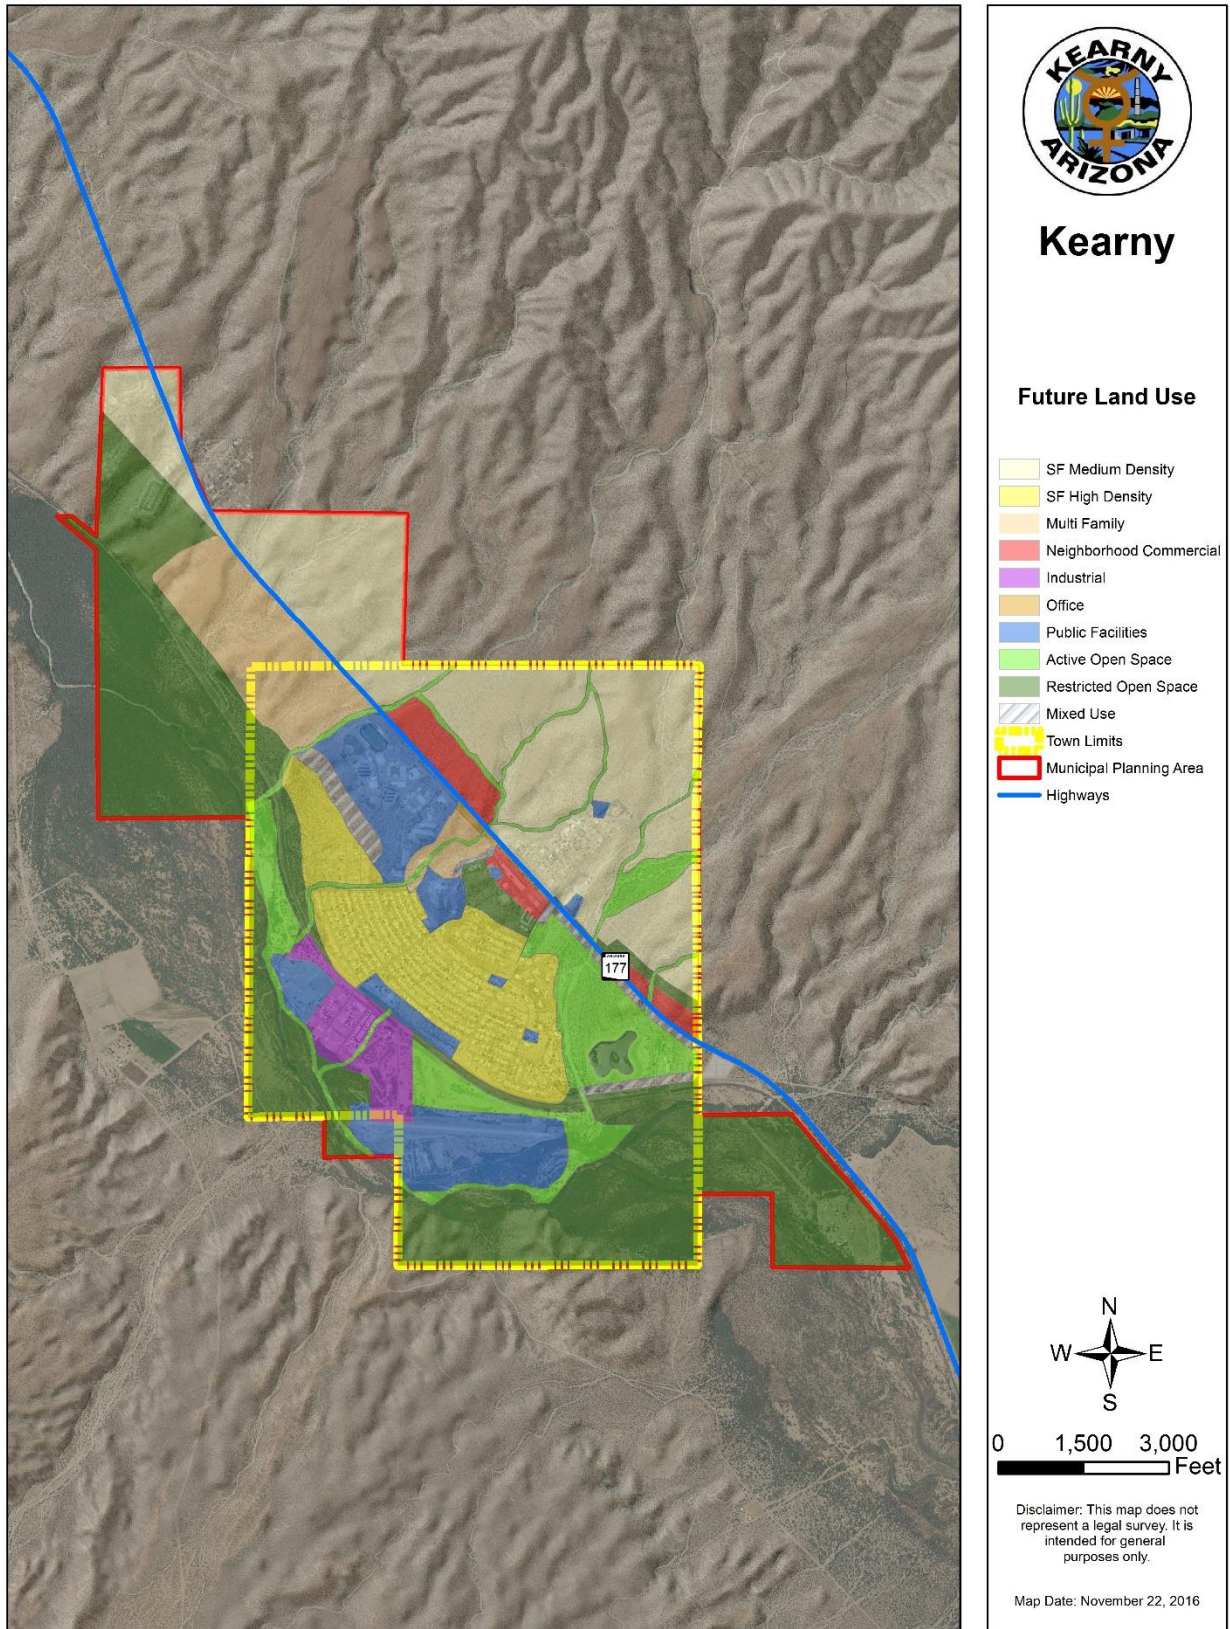 KEARNY
ARIZONA
Kearny
Future Land Use
SF Medium Density
SF High Density
Multi Family
Neighborhood Commercial
Industrial
Office
Public Facilities
Active Open Space
Restricted Open Space
Mixed Use
Town Limits
Municipal Planning Area
Highways
177
N
W E
S
0 1,500 3,000
Feet
Disclaimer: This map does not
represent a legal survey. It is
intended for general
purposes only.
Map Date: November 22, 2016